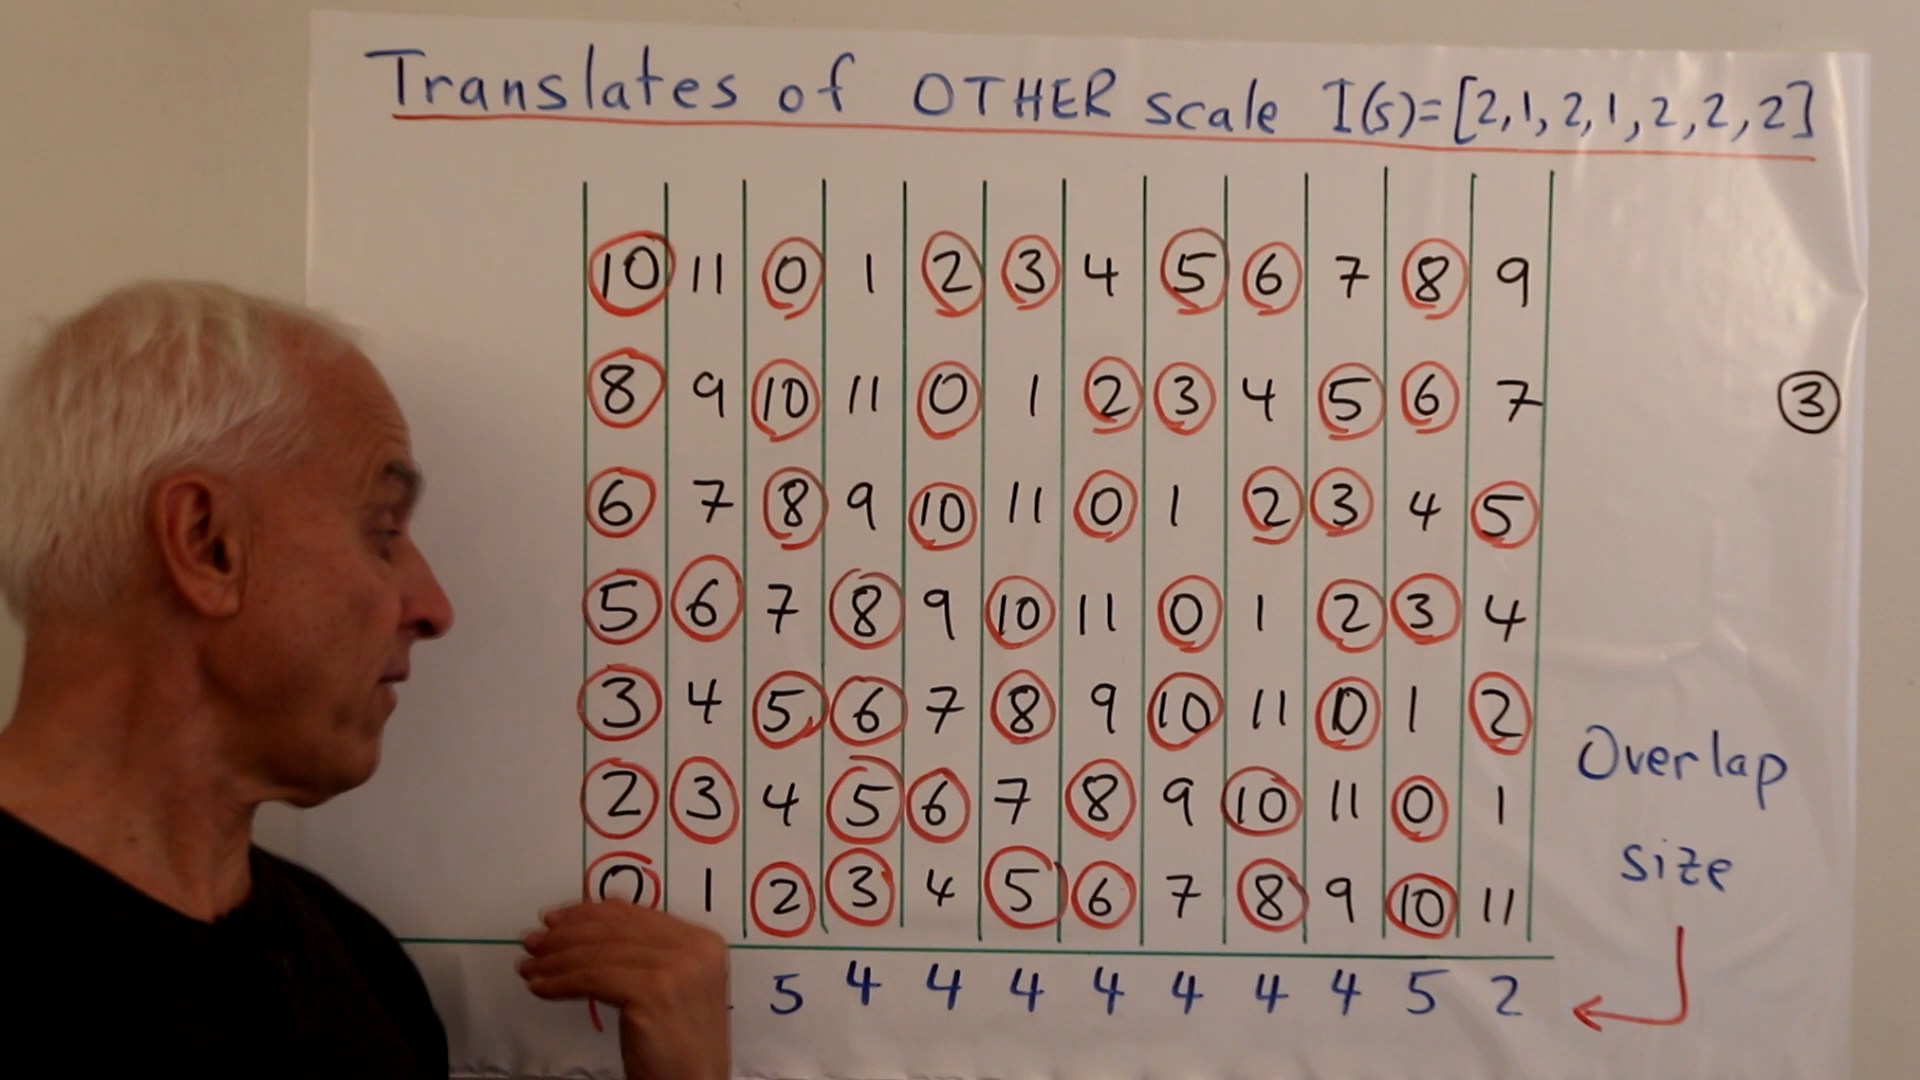 Translates of OTHER scale I(s)=[2,1,2,1,2,2,2]
10 11 0 1 2 3 4 5 6 7 8 9
8 9 10 11 0 1 2 3 4 5 6 7
3
6 7 8 9 10 11 0 1 2 3 4 5
5 6 7 8 9 10 11 0 1 2 3 4
3 4 5 6 7 8 9 10 11 0 1 2
2 3 4 5 6 7 8 9 10 11 0 1
0 1 2 3 4 5 6 7 8 9 10 11
Overlap
size
5 4 4 4 4 4 4 4 5 2